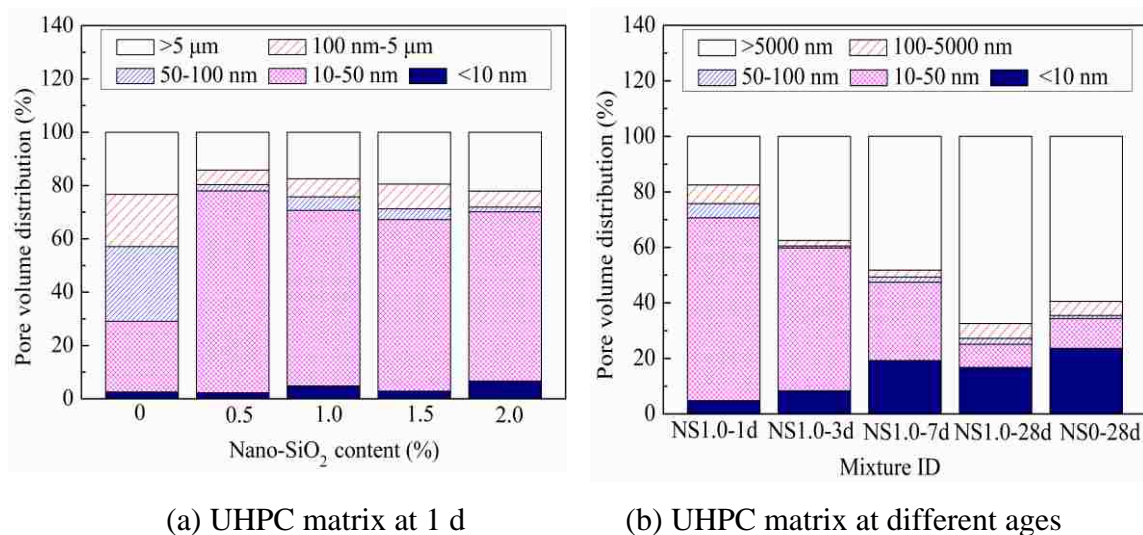 140
120
100
80
60
40
20
0
Pore volume distribution (%)
>5 μm 100 nm-5 μm
50-100 nm 10-50 nm <10 nm
0 0.5 1.0 1.5 2.0
Nano-SiO₂ content (%)
(a) UHPC matrix at 1 d
140
120
100
80
60
40
20
0
Pore volume distribution (%)
>5000 nm 100-5000 nm
50-100 nm 10-50 nm <10 nm
NS1.0-1d NS1.0-3d NS1.0-7d NS1.0-28d NS0-28d
Mixture ID
(b) UHPC matrix at different ages